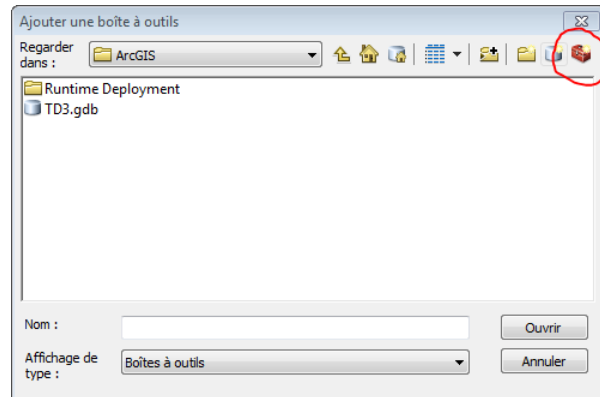 Ajouter une boîte à outils
Regarder
dans :
ArcGIS
Runtime Deployment
TD3.gdb
Nom :
Ouvrir
Affichage de
type :
Boîtes à outils
Annuler